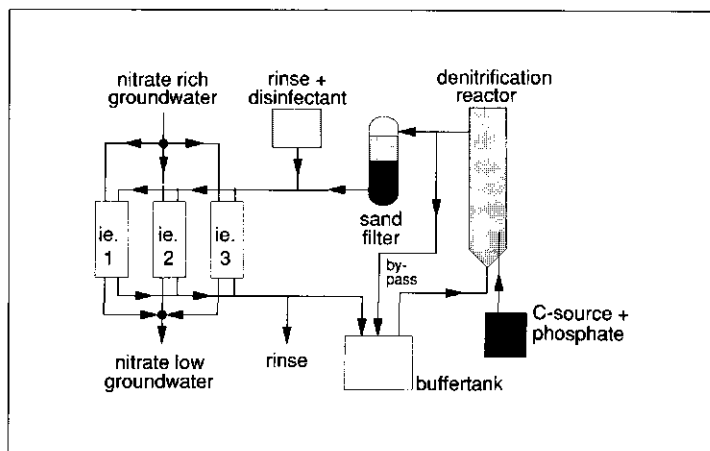 nitrate rich
groundwater
rinse +
disinfectant
denitrification
reactor
ie.
1
ie.
2
ie.
3
sand
filter
by-
pass
C-source +
phosphate
nitrate low
groundwater
rinse
buffertank